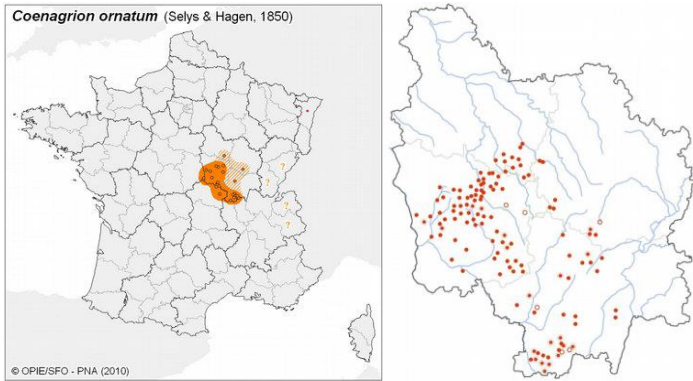 Coenagrion ornatum (Selys & Hagen, 1850)
?
?
?
?
© OPIE/SFO - PNA (2010)